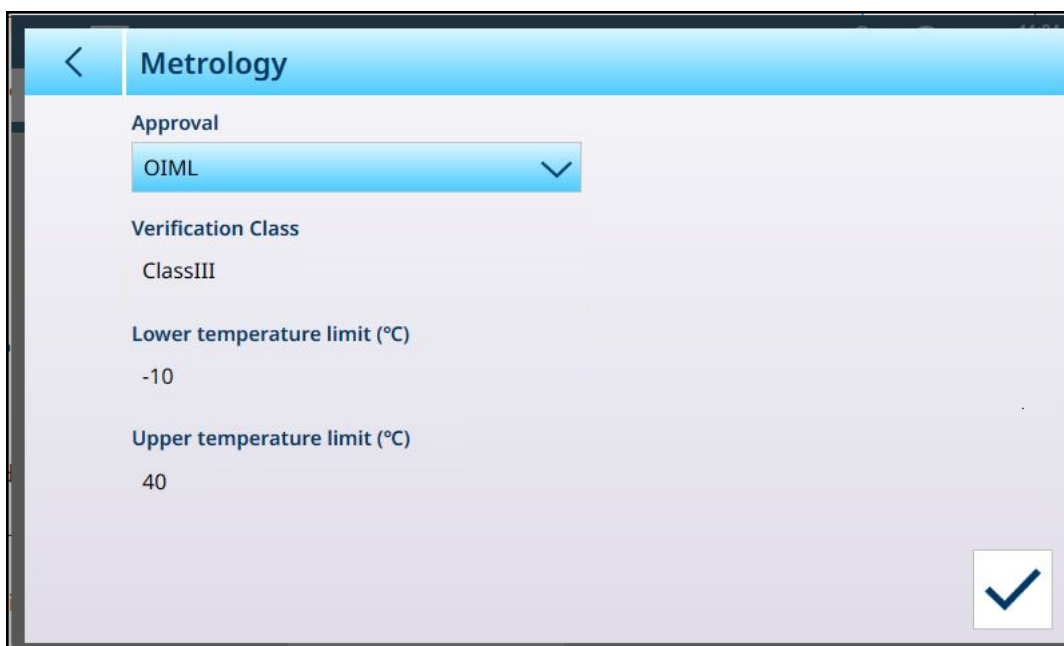 Metrology
Approval
OIML
Verification Class
ClassIII
Lower temperature limit (°C)
-10
Upper temperature limit (°C)
40